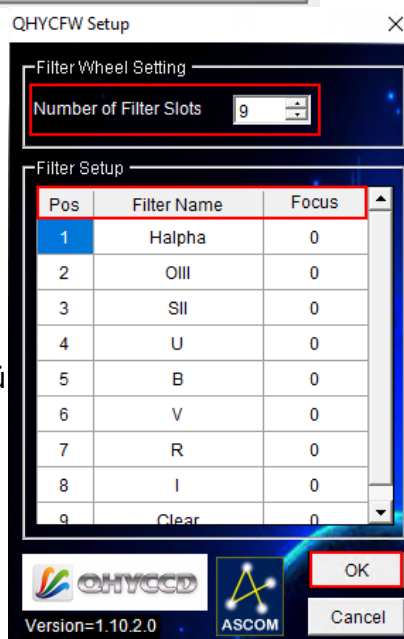 QHYCFW Setup
Filter Wheel Setting
Number of Filter Slots 9
Filter Setup
Pos Filter Name Focus
1 Halpha 0
2 OIII 0
3 SII 0
4 U 0
5 B 0
6 V 0
7 R 0
8 I 0
9 Clear 0
QHYCCD
ASCOM
OK
Version=1.10.2.0
Cancel